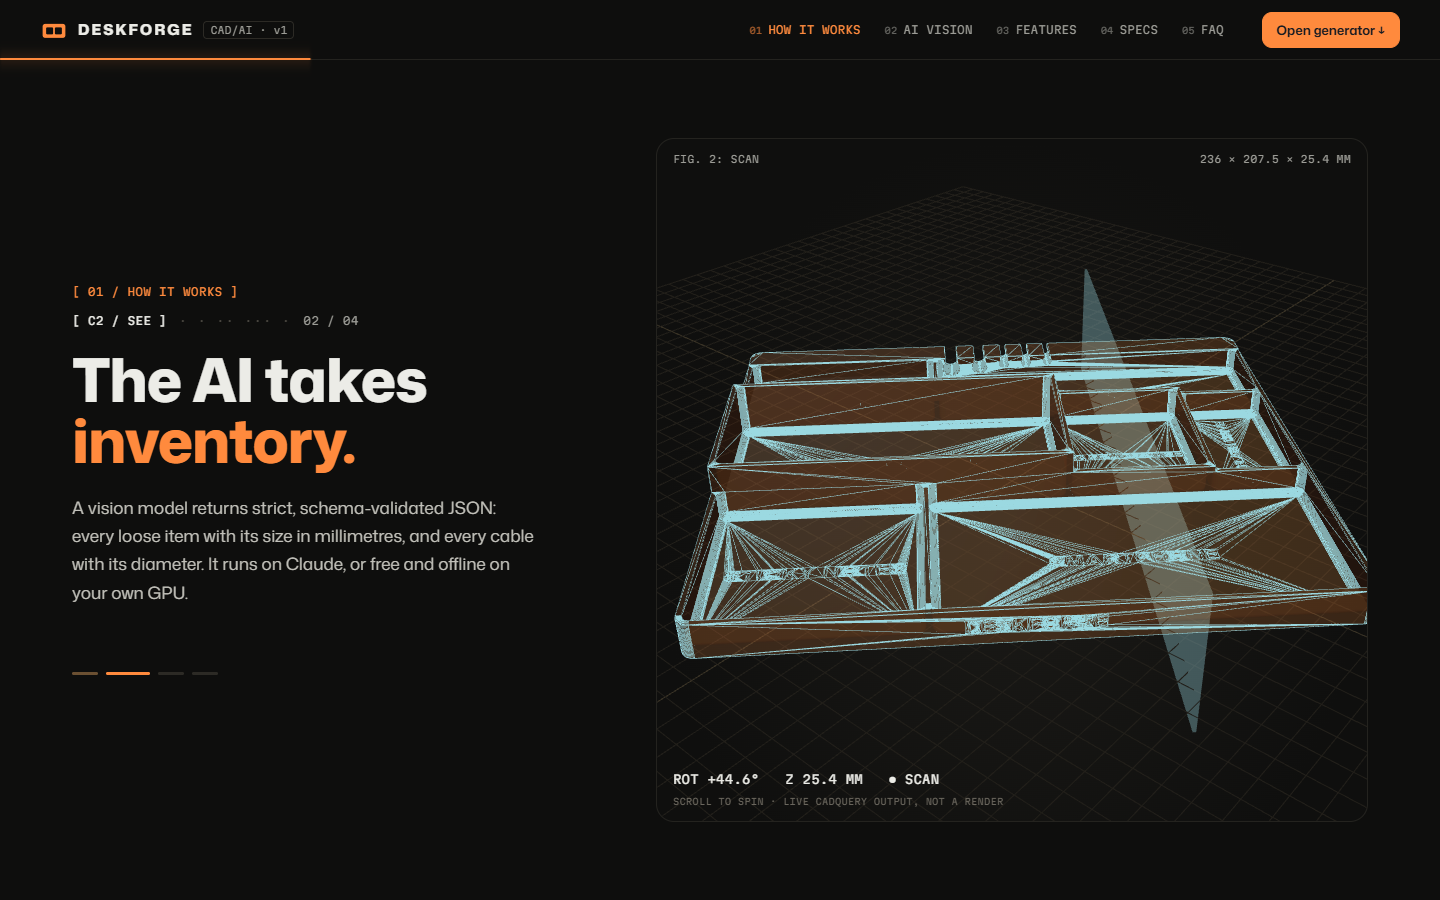 DESKFORGE
CAD/AI · v1
01 HOW IT WORKS
02 AI VISION
03 FEATURES
04 SPECS
05 FAQ
Open generator ↓
[ 01 / HOW IT WORKS ]
[ C2 / SEE ] · · ·· ··· · 02 / 04
The AI takes
inventory.
A vision model returns strict, schema-validated JSON:
every loose item with its size in millimetres, and every cable
with its diameter. It runs on Claude, or free and offline on
your own GPU.
FIG. 2: SCAN
236 × 207.5 × 25.4 MM
ROT +44.6° Z 25.4 MM ● SCAN
SCROLL TO SPIN · LIVE CADQUERY OUTPUT, NOT A RENDER